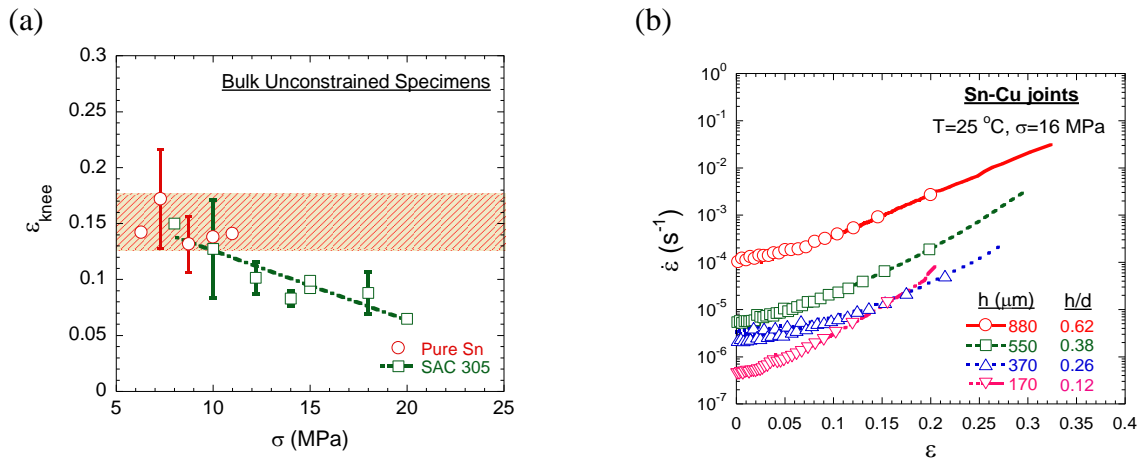 (a)
(b)
0.3
0.25
0.2
0.15
0.1
0.05
0
ε_knee
Bulk Unconstrained Specimens
Pure Sn
SAC 305
5 10 15 20 25
σ (MPa)
10^0
10^-1
10^-2
10^-3
10^-4
10^-5
10^-6
10^-7
ε̇ (s^-1)
Sn-Cu joints
T=25 °C, σ=16 MPa
h (μm) h/d
880 0.62
550 0.38
370 0.26
170 0.12
0 0.05 0.1 0.15 0.2 0.25 0.3 0.35 0.4
ε